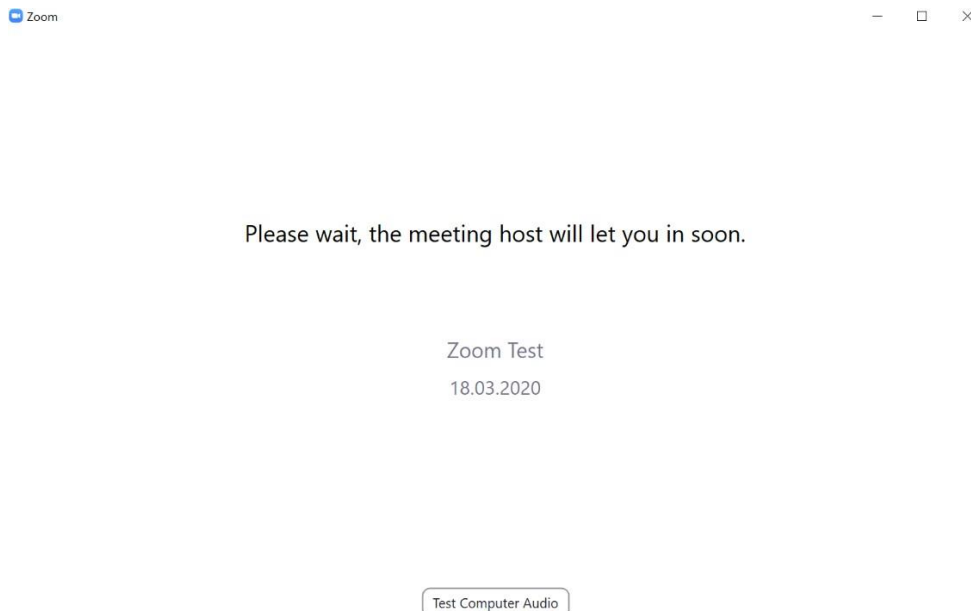 Zoom
Please wait, the meeting host will let you in soon.
Zoom Test
18.03.2020
Test Computer Audio